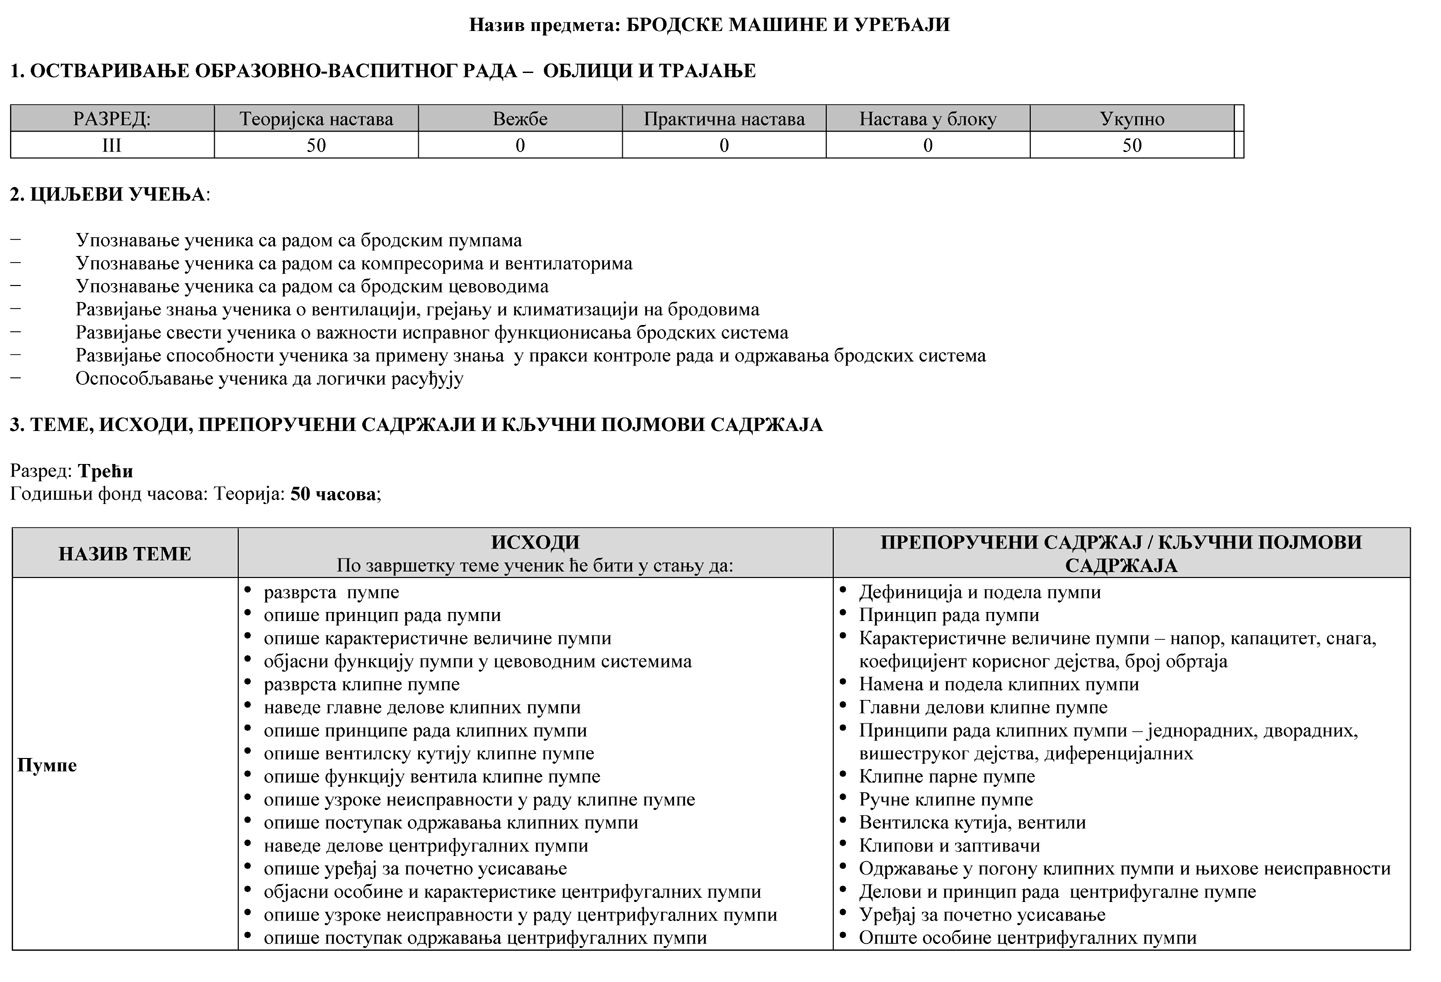 Назив предмета: БРОДСКЕ МАШИНЕ И УРЕЂАЈИ
1. ОСТВАРИВАЊЕ ОБРАЗОВНО-ВАСПИТНОГ РАДА – ОБЛИЦИ И ТРАЈАЊЕ
РАЗРЕД: Теоријска настава Вежбе Практична настава Настава у блоку Укупно
III 50 0 0 0 50
2. ЦИЉЕВИ УЧЕЊА:
− Упознавање ученика са радом са бродским пумпама
− Упознавање ученика са радом са компресорима и вентилаторима
− Упознавање ученика са радом са бродским цевоводима
− Развијање знања ученика о вентилацији, грејању и климатизацији на бродовима
− Развијање свести ученика о важности исправног функционисања бродских система
− Развијање способности ученика за примену знања у пракси контроле рада и одржавања бродских система
− Оспособљавање ученика да логички расуђују
3. ТЕМЕ, ИСХОДИ, ПРЕПОРУЧЕНИ САДРЖАЈИ И КЉУЧНИ ПОЈМОВИ САДРЖАЈА
Разред: Трећи
Годишњи фонд часова: Теорија: 50 часова;
НАЗИВ ТЕМЕ
ИСХОДИ
По завршетку теме ученик ће бити у стању да:
ПРЕПОРУЧЕНИ САДРЖАЈ / КЉУЧНИ ПОЈМОВИ
САДРЖАЈА
Пумпе
• разврста пумпе
• опише принцип рада пумпи
• опише карактеристичне величине пумпи
• објасни функцију пумпи у цевоводним системима
• разврста клипне пумпе
• наведе главне делове клипних пумпи
• опише принципе рада клипних пумпи
• опише вентилску кутију клипне пумпе
• опише функцију вентила клипне пумпе
• опише узроке неисправности у раду клипне пумпе
• опише поступак одржавања клипних пумпи
• наведе делове центрифугалних пумпи
• опише уређај за почетно усисавање
• објасни особине и карактеристике центрифугалних пумпи
• опише узроке неисправности у раду центрифугалних пумпи
• опише поступак одржавања центрифугалних пумпи
• Дефиниција и подела пумпи
• Принцип рада пумпи
• Карактеристичне величине пумпи – напор, капацитет, снага,
коефицијент корисног дејства, број обртаја
• Намена и подела клипних пумпи
• Главни делови клипне пумпе
• Принципи рада клипних пумпи – једнорадних, дворадних,
вишеструког дејства, диференцијалних
• Клипне парне пумпе
• Ручне клипне пумпе
• Вентилска кутија, вентили
• Клипови и заптивачи
• Одржавање у погону клипних пумпи и њихове неисправности
• Делови и принцип рада центрифугалне пумпе
• Уређај за почетно усисавање
• Опште особине центрифугалних пумпи